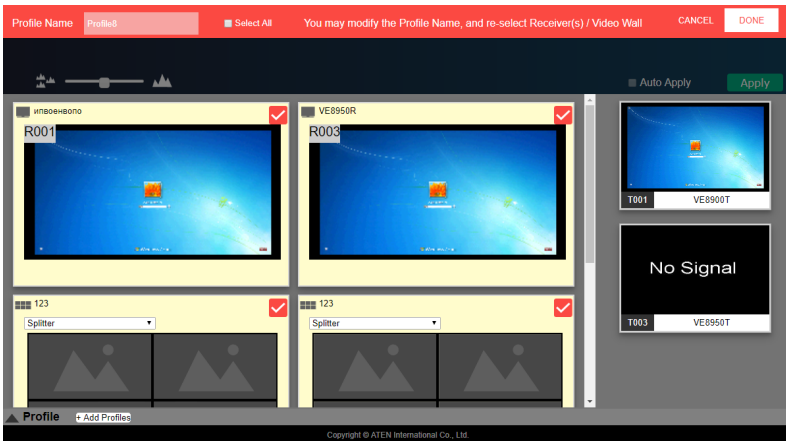 Profile Name Profile8 Select All You may modify the Profile Name, and re-select Receiver(s) / Video Wall CANCEL DONE
Auto Apply Apply
ипвоенвопо
R001
VE8950R
R003
T001 VE8900T
No Signal
T003 VE8950T
123
Splitter
123
Splitter
Profile + Add Profiles
Copyright © ATEN International Co., Ltd.